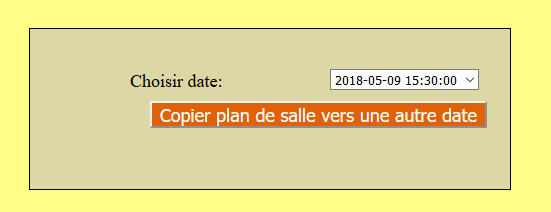 Choisir date: 2018-05-09 15:30:00
Copier plan de salle vers une autre date